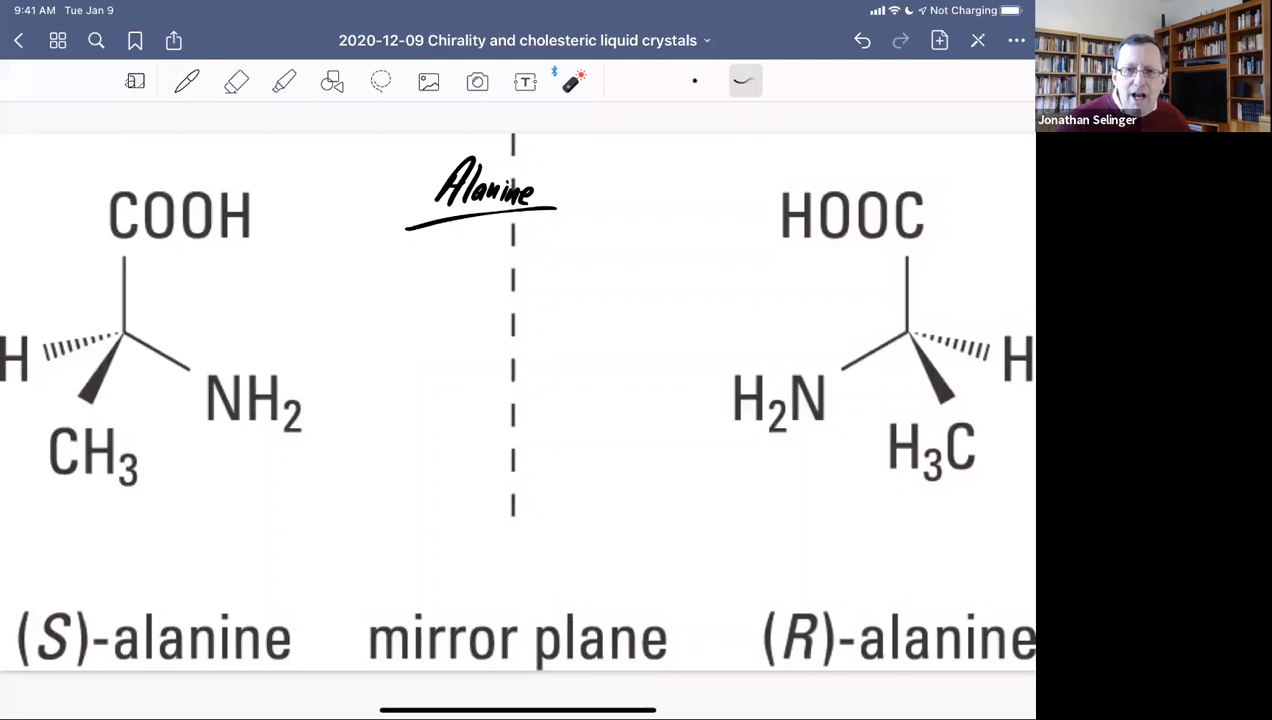 9:41 AM Tue Jan 9
Not Charging
2020-12-09 Chirality and cholesteric liquid crystals
T
Jonathan Selinger
Alanine
COOH
HOOC
H
H
NH2
H2N
CH3
H3C
(S)-alanine
mirror plane
(R)-alanine